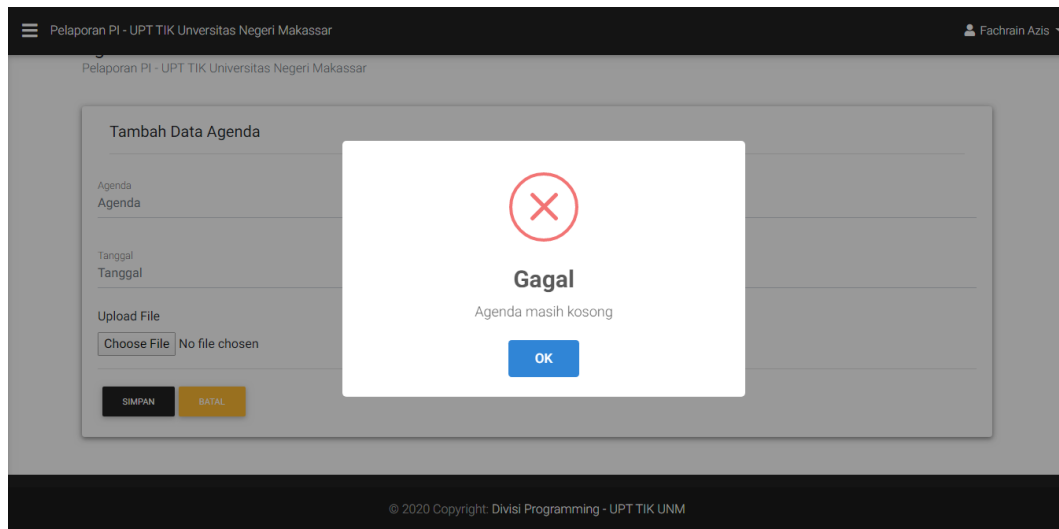 Pelaporan PI - UPT TIK Unversitas Negeri Makassar
Fachrain Azis
Pelaporan PI - UPT TIK Universitas Negeri Makassar
Tambah Data Agenda
Agenda
Agenda
Tanggal
Tanggal
Upload File
Choose File No file chosen
SIMPAN BATAL
Gagal
Agenda masih kosong
OK
© 2020 Copyright: Divisi Programming - UPT TIK UNM